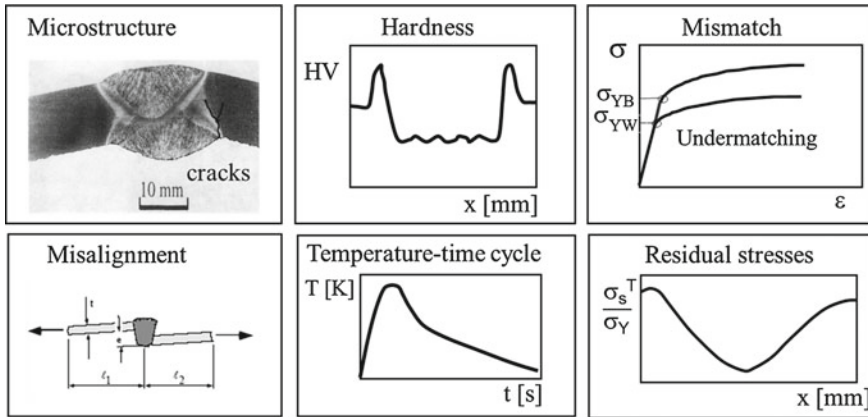 Microstructure
cracks
10 mm
Hardness
HV
x [mm]
Mismatch
σ
σYB
σYW
Undermatching
ε
Misalignment
t
e
ℓ1
ℓ2
Temperature-time cycle
T [K]
t [s]
Residual stresses
σsT
σY
x [mm]